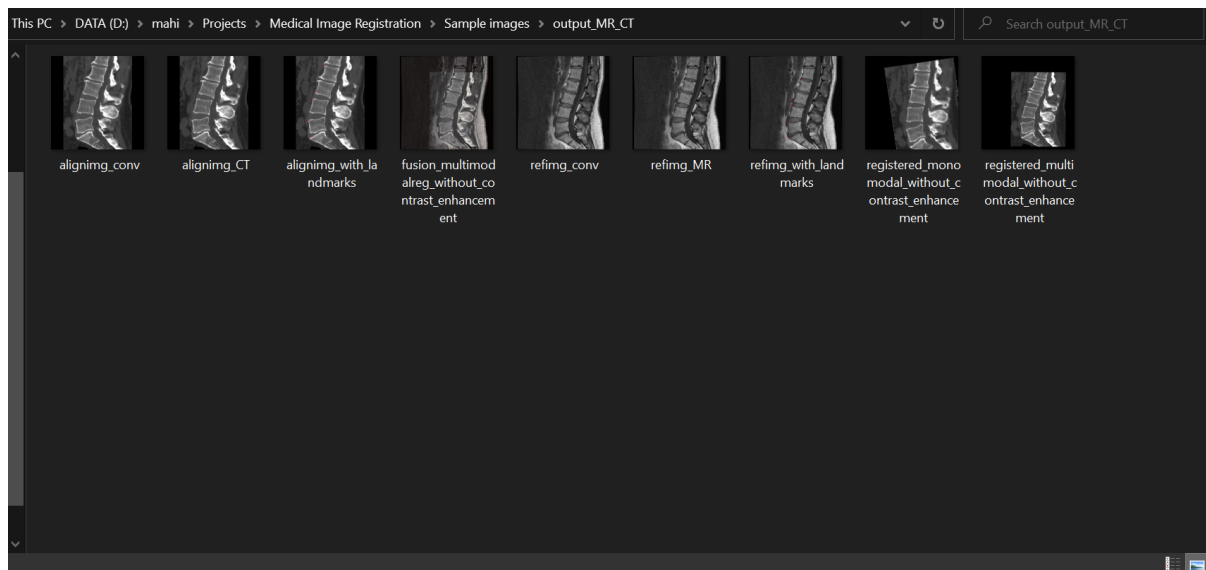 This PC > DATA (D:) > mahi > Projects > Medical Image Registration > Sample images > output_MR_CT
Search output_MR_CT
alignimg_conv
alignimg_CT
alignimg_with_la
ndmarks
fusion_multimod
alreg_without_co
ntrast_enhancem
ent
refimg_conv
refimg_MR
refimg_with_land
marks
registered_mono
modal_without_c
ontrast_enhance
ment
registered_multi
modal_without_c
ontrast_enhance
ment